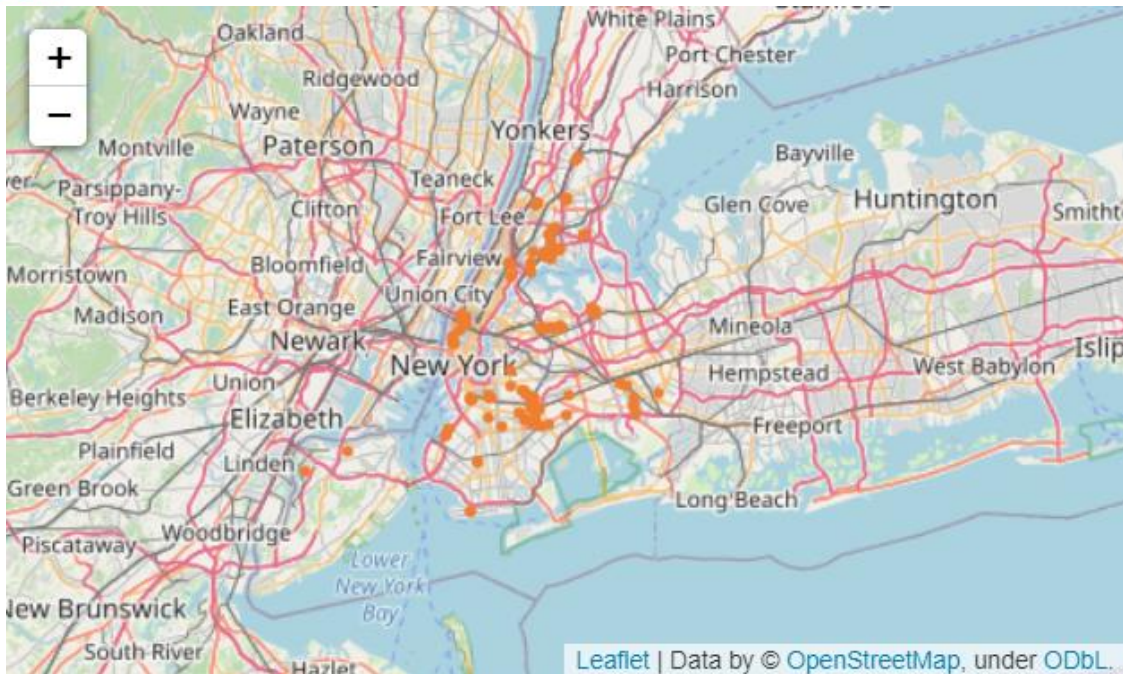 +
−
Oakland
White Plains
Port Chester
Ridgewood
Harrison
Wayne
Yonkers
Montville
Paterson
Bayville
Teaneck
Parsippany-
Troy Hills
Clifton
Fort Lee
Glen Cove
Huntington
Fairview
Bloomfield
Morristown
Union City
East Orange
Madison
Newark
Mineola
New York
West Babylon
Union
Hempstead
Berkeley Heights
Elizabeth
Freeport
Plainfield
Linden
Green Brook
Long Beach
Woodbridge
Piscataway
Lower
New York
Bay
New Brunswick
South River
Hazlet
Leaflet | Data by © OpenStreetMap, under ODbL.